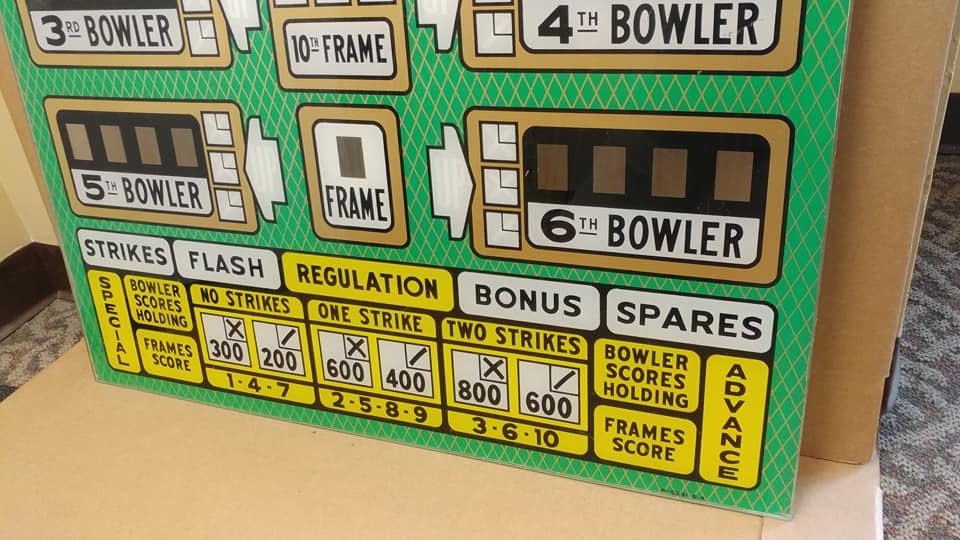 3RD BOWLER
10TH FRAME
4TH BOWLER
5TH BOWLER
FRAME
6TH BOWLER
UP
STRIKES
FLASH
REGULATION
BONUS
SPARES
SPECIAL
BOWLER
SCORES
HOLDING
FRAMES
SCORE
NO STRIKES
X
300
/
200
1-4-7
ONE STRIKE
X
600
/
400
2-5-8-9
TWO STRIKES
X
800
/
600
3-6-10
BOWLER
SCORES
HOLDING
FRAMES
SCORE
ADVANCE